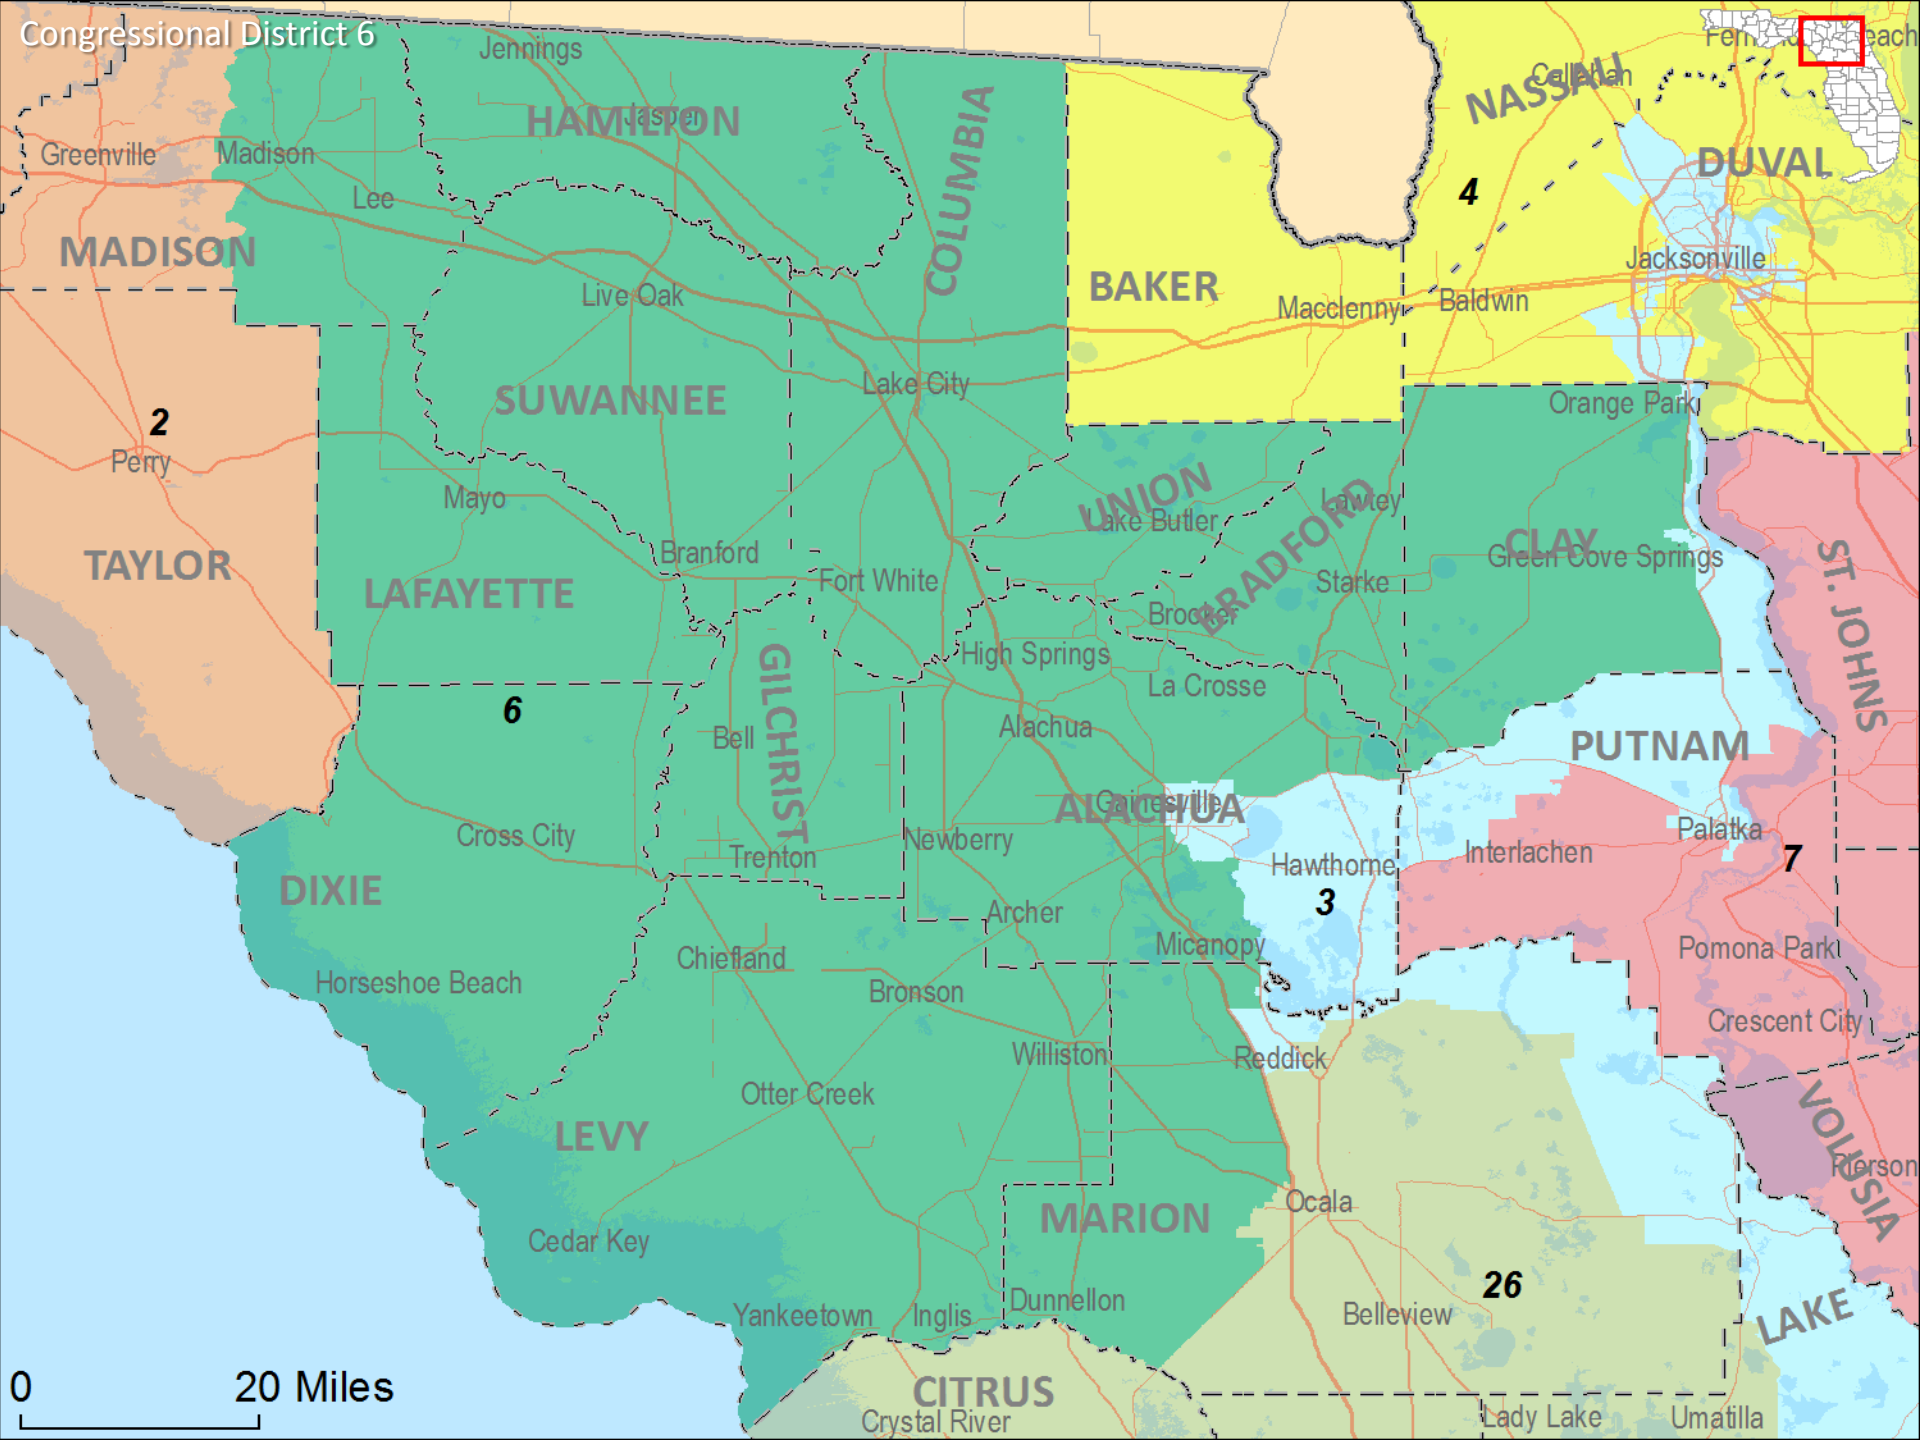 Congressional District 6
Jennings
HAMILTON
Jasper
COLUMBIA
NASSAU
Callahan
Fern
each
DUVAL
Greenville
Madison
Lee
MADISON
4
BAKER
Macclenny
Baldwin
Jacksonville
Live Oak
SUWANNEE
Lake City
Orange Park
2
Perry
Mayo
UNION
Lake Butler
Lawtey
BRADFORD
CLAY
Green Cove Springs
ST. JOHNS
TAYLOR
LAFAYETTE
Branford
Fort White
Starke
Brooker
High Springs
La Crosse
GILCHRIST
6
Bell
Alachua
PUTNAM
Gainesville
ALACHUA
Cross City
Trenton
Newberry
Hawthorne
Interlachen
Palatka
7
DIXIE
3
Archer
Micanopy
Pomona Park
Chiefland
Horseshoe Beach
Bronson
Crescent City
Williston
Reddick
Otter Creek
LEVY
VOLUSIA
Pierson
Ocala
MARION
Cedar Key
26
Dunnellon
Yankeetown
Inglis
Belleview
LAKE
0
20 Miles
CITRUS
Crystal River
Lady Lake
Umatilla